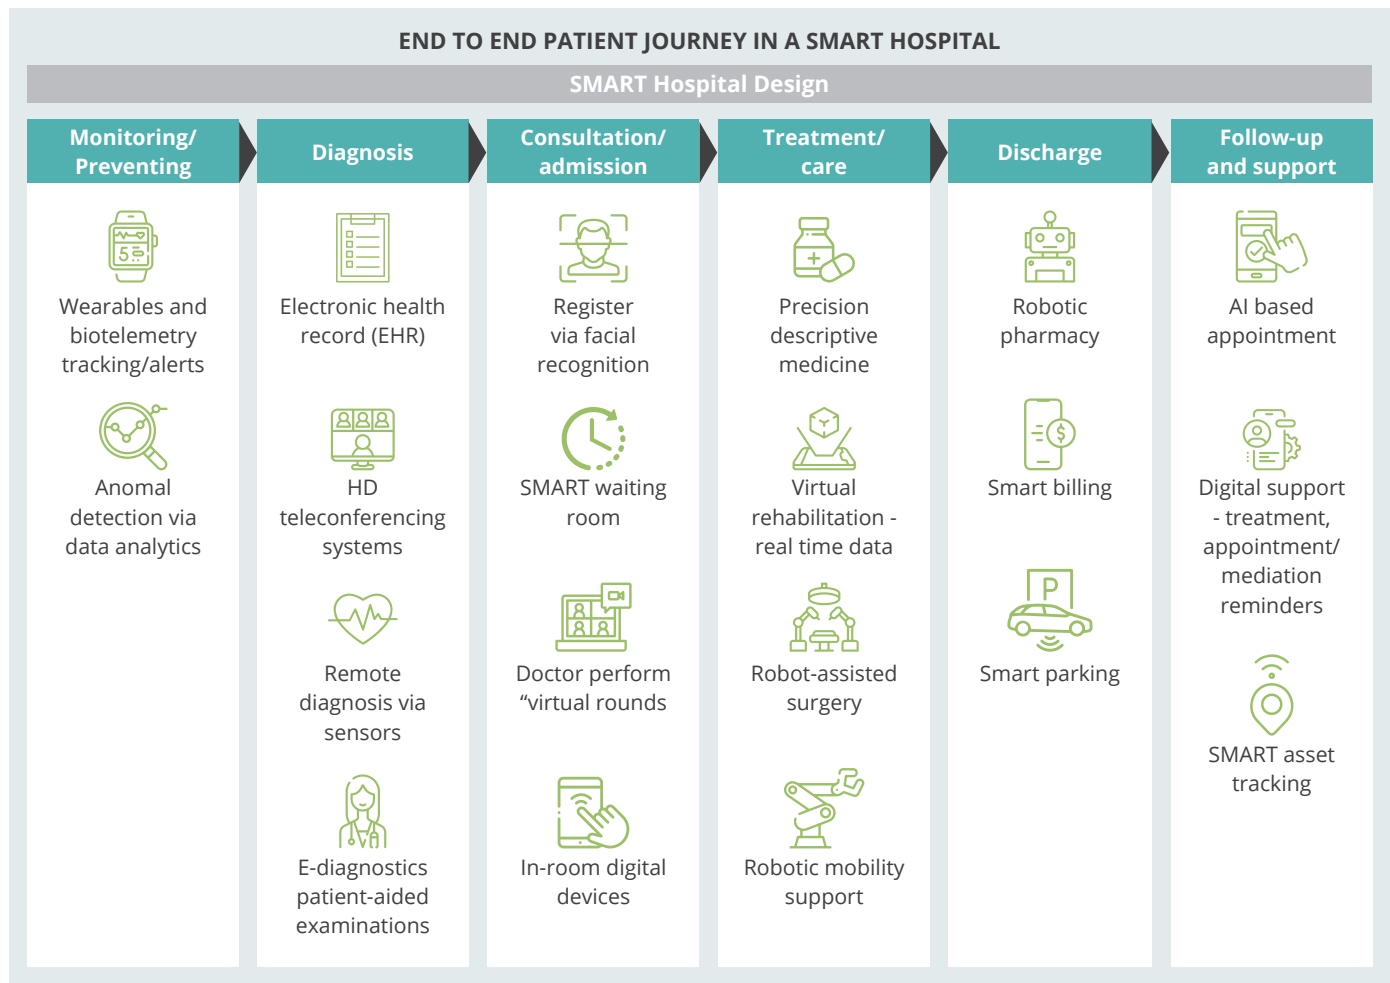 END TO END PATIENT JOURNEY IN A SMART HOSPITAL
SMART Hospital Design
Monitoring/
Preventing
Wearables and
biotelemetry
tracking/alerts
5
Anomal
detection via
data analytics
Diagnosis
Electronic health
record (EHR)
HD
teleconferencing
systems
Remote
diagnosis via
sensors
E-diagnostics
patient-aided
examinations
Consultation/
admission
Register
via facial
recognition
SMART waiting
room
Doctor perform
“virtual rounds
In-room digital
devices
Treatment/
care
Precision
descriptive
medicine
Virtual
rehabilitation -
real time data
Robot-assisted
surgery
Robotic mobility
support
Discharge
Robotic
pharmacy
$
Smart billing
P
Smart parking
Follow-up
and support
AI based
appointment
Digital support
- treatment,
appointment/
mediation
reminders
SMART asset
tracking